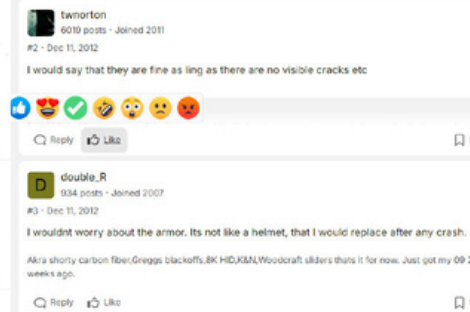 twnorton
6019 posts · Joined 2011
#2 · Dec 11, 2012
I would say that they are fine as ling as there are no visible cracks etc
Reply Like
D
double_R
934 posts · Joined 2007
#3 · Dec 11, 2012
I wouldnt worry about the armor. Its not like a helmet, that I would replace after any crash.
Akra shorty carbon fiber,Greggs blackoffs,8K HID,K&N,Woodcraft sliders thats it for now. Just got my 09
weeks ago.
Reply Like